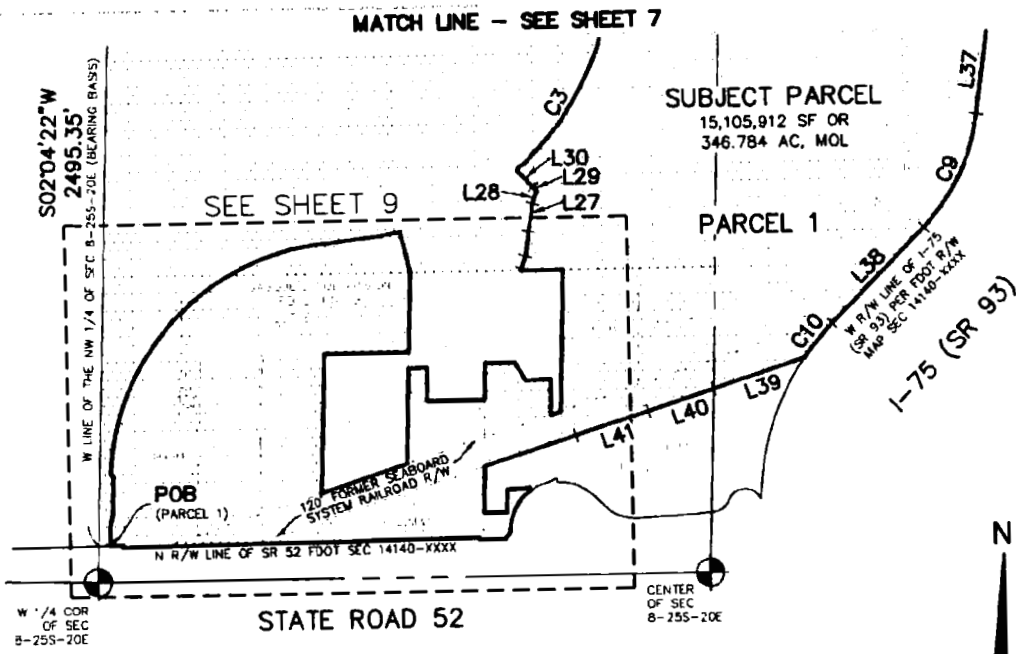 MATCH LINE - SEE SHEET 7
S02°04'22"W
2495.35'
W LINE OF THE NW 1/4 OF SEC 8-25S-20E (BEARING BASIS)
C3
L30
L29
L28
L27
SEE SHEET 9
SUBJECT PARCEL
15,105,912 SF OR
346.784 AC, MOL
PARCEL 1
L37
C9
L38
W R/W LINE OF I-75
(SR 93) PER FDOT R/W
MAP SEC 14140-XXXX
I-75 (SR 93)
C10
L39
L40
L41
120' FORMER SEABOARD
SYSTEM RAILROAD R/W
POB
(PARCEL 1)
N R/W LINE OF SR 52 FDOT SEC 14140-XXXX
W 1/4 COR
OF SEC
8-25S-20E
STATE ROAD 52
CENTER
OF SEC
8-25S-20E
N